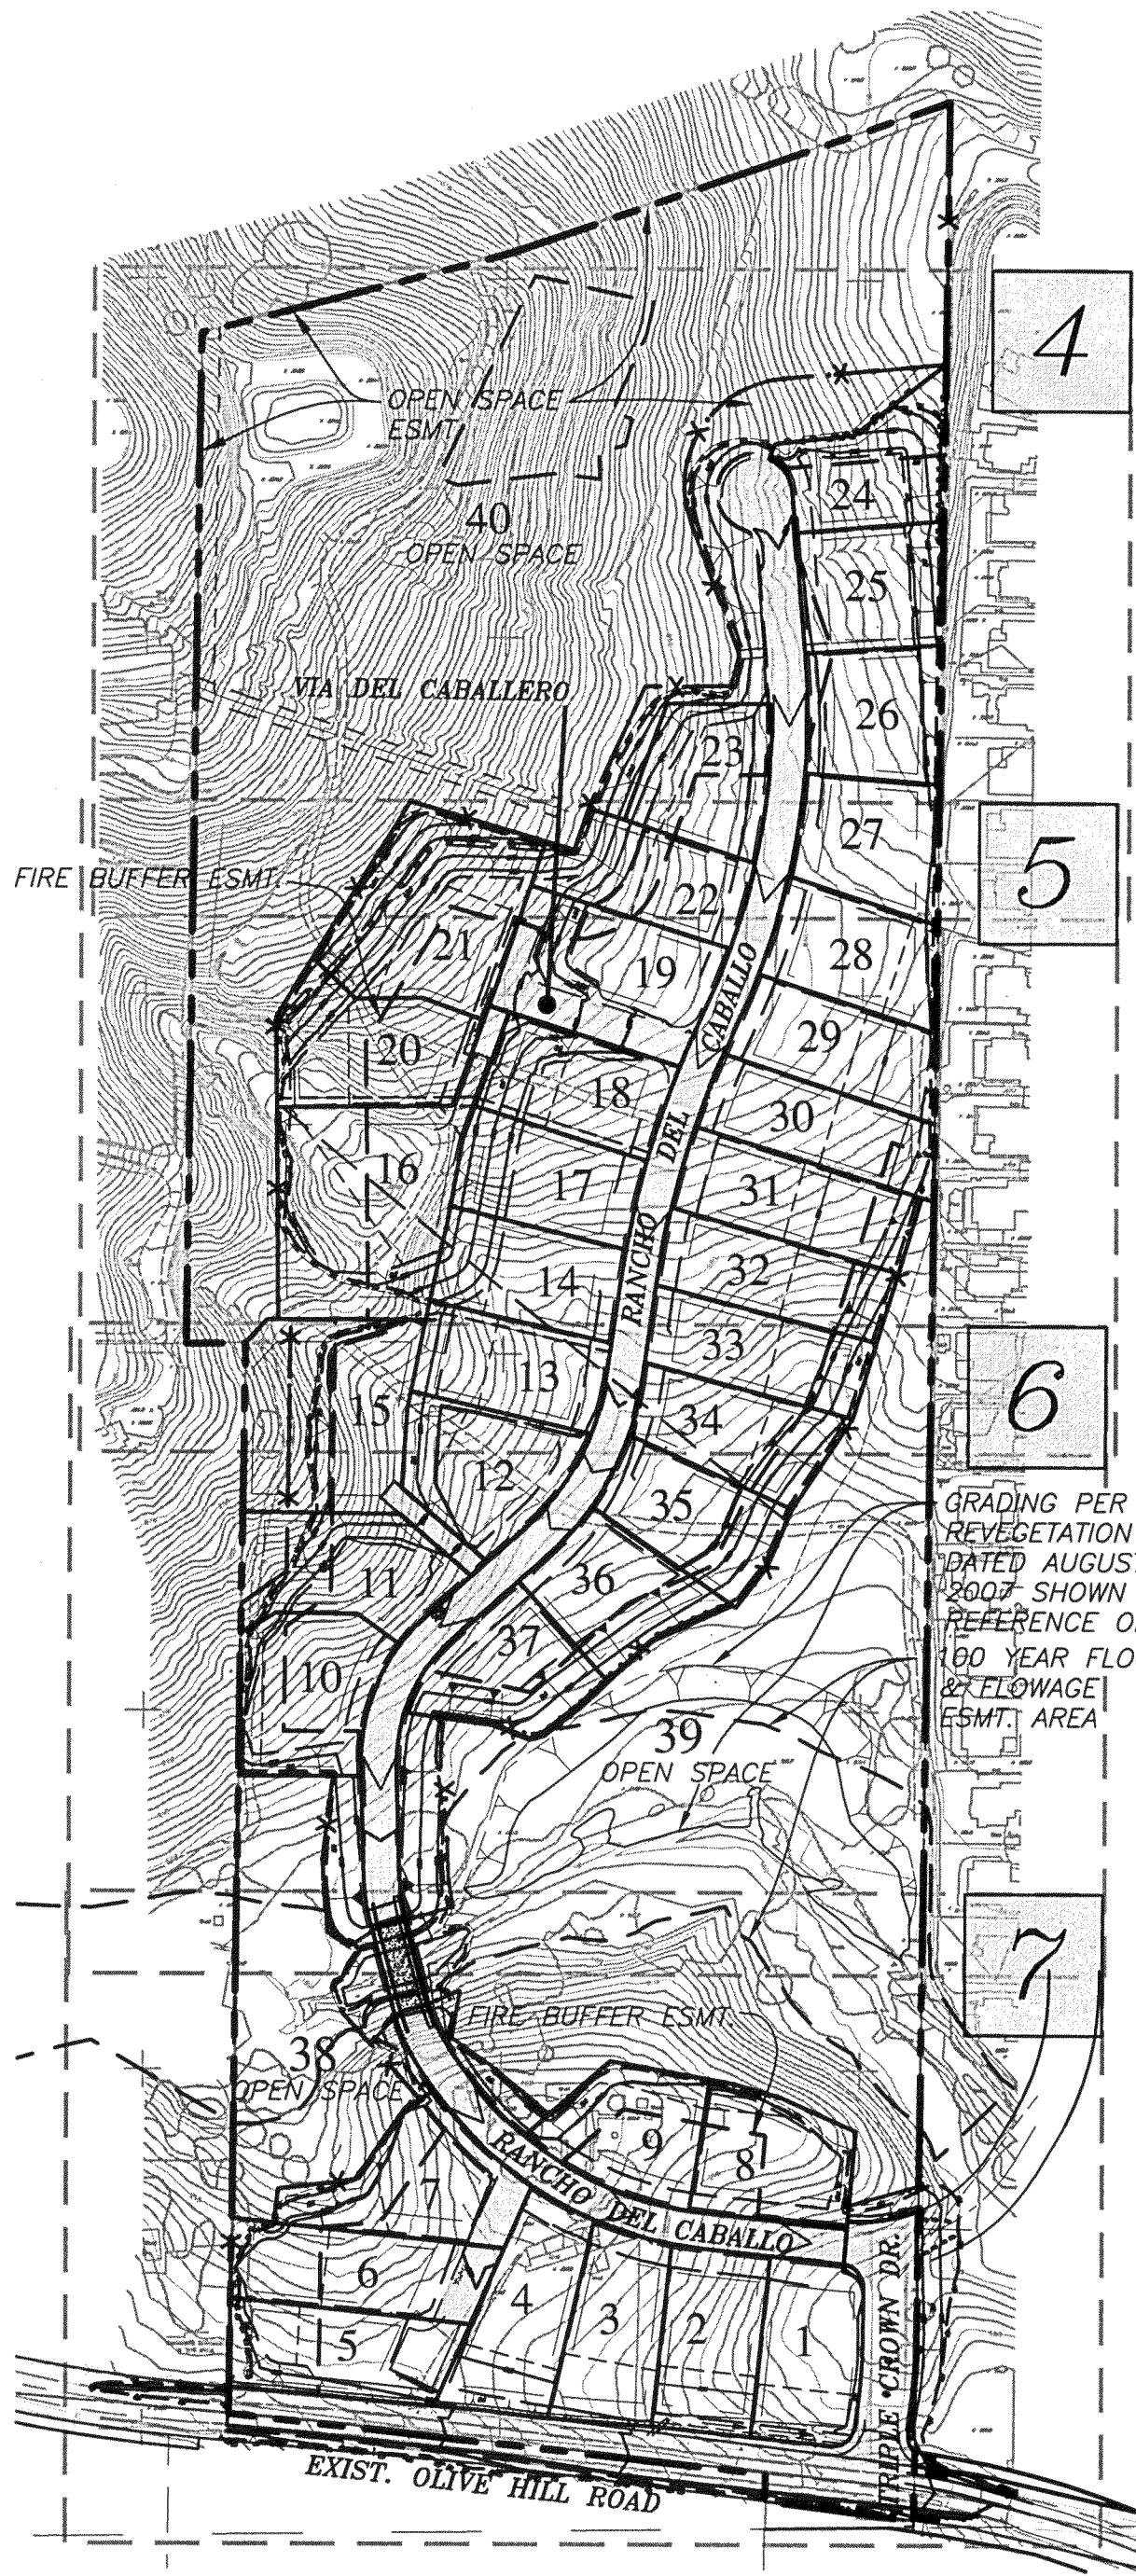 4
OPEN SPACE
ESMT.
24
40
OPEN SPACE
25
VIA DEL CABALLERO
26
23
5
27
FIRE BUFFER ESMT.
22
21
28
19
20
29
18
30
16
17
31
14
32
33
13
6
15
34
12
35
GRADING PER
REVEGETATION
DATED AUGUST
2007 SHOWN
REFERENCE
11
36
37
10
100 YEAR
& FLOWAGE
ESMT. AREA
39
OPEN SPACE
RANCHO DEL CABALLO
7
FIRE BUFFER ESMT.
38
OPEN SPACE
9
8
7
RANCHO DEL CABALLO
6
4
3
2
1
5
TRIPLE CROWN DR.
EXIST. OLIVE HILL ROAD